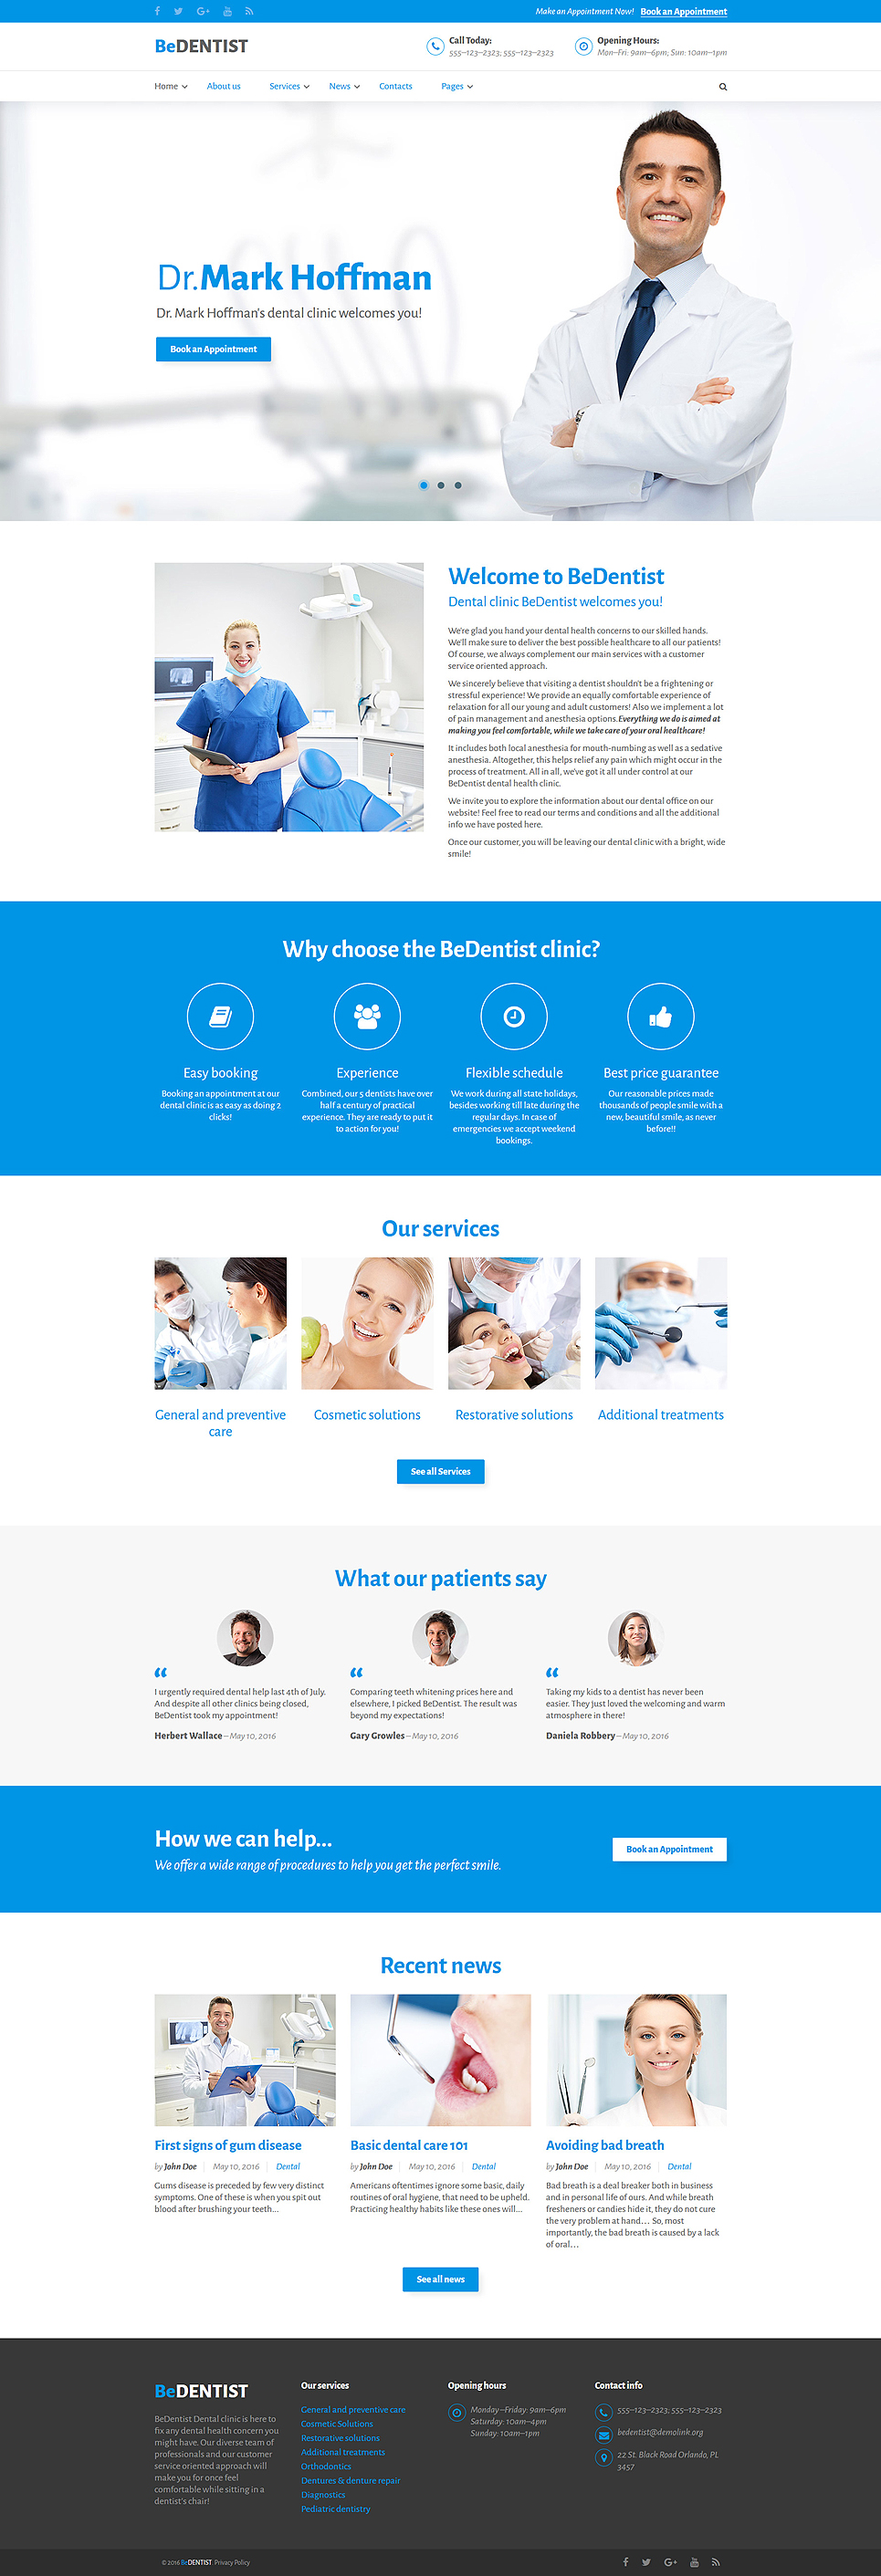 Make an Appointment Now! Book an Appointment
BeDENTIST
Call Today:
555–123–2323; 555–123–2323
Opening Hours:
Mon–Fri: 9am–6pm; Sun: 10am–1pm
Home About us Services News Contacts Pages
Dr.Mark Hoffman
Dr. Mark Hoffman's dental clinic welcomes you!
Book an Appointment
Welcome to BeDentist
Dental clinic BeDentist welcomes you!
We're glad you hand your dental health concerns to our skilled hands.
We'll make sure to deliver the best possible healthcare to all our patients!
Of course, we always complement our main services with a customer
service oriented approach.
We sincerely believe that visiting a dentist shouldn't be a frightening or
stressful experience! We provide an equally comfortable experience of
relaxation for all our young and adult customers! Also we implement a lot
of pain management and anesthesia options. Everything we do is aimed at
making you feel comfortable, while we take care of your oral healthcare!
It includes both local anesthesia for mouth-numbing as well as a sedative
anesthesia. Altogether, this helps relief any pain which might occur in the
process of treatment. All in all, we've got it all under control at our
BeDentist dental health clinic.
We invite you to explore the information about our dental office on our
website! Feel free to read our terms and conditions and all the additional
info we have posted here.
Once our customer, you will be leaving our dental clinic with a bright, wide
smile!
Why choose the BeDentist clinic?
Easy booking
Booking an appointment at our
dental clinic is as easy as doing 2
clicks!
Experience
Combined, our 5 dentists have over
half a century of practical
experience. They are ready to put it
to action for you!
Flexible schedule
We work during all state holidays,
besides working till late during the
regular days. In case of
emergencies we accept weekend
bookings.
Best price guarantee
Our reasonable prices made
thousands of people smile with a
new, beautiful smile, as never
before!!
Our services
General and preventive
care
Cosmetic solutions
Restorative solutions
Additional treatments
See all Services
What our patients say
“
I urgently required dental help last 4th of July.
And despite all other clinics being closed,
BeDentist took my appointment!
Herbert Wallace – May 10, 2016
“
Comparing teeth whitening prices here and
elsewhere, I picked BeDentist. The result was
beyond my expectations!
Gary Growles – May 10, 2016
“
Taking my kids to a dentist has never been
easier. They just loved the welcoming and warm
atmosphere in there!
Daniela Robbery – May 10, 2016
How we can help...
We offer a wide range of procedures to help you get the perfect smile.
Book an Appointment
Recent news
First signs of gum disease
by John Doe May 10, 2016 Dental
Gums disease is preceded by few very distinct
symptoms. One of these is when you spit out
blood after brushing your teeth...
Basic dental care 101
by John Doe May 10, 2016 Dental
Americans oftentimes ignore some basic, daily
routines of oral hygiene, that need to be upheld.
Practicing healthy habits like these ones will...
Avoiding bad breath
by John Doe May 10, 2016 Dental
Bad breath is a deal breaker both in business
and in personal life of ours. And while breath
fresheners or candies hide it, they do not cure
the very problem at hand... So, most
importantly, the bad breath is caused by a lack
of oral...
See all news
BeDENTIST
BeDentist Dental clinic is here to
fix any dental health concern you
might have. Our diverse team of
professionals and our customer
service oriented approach will
make you for once feel
comfortable while sitting in a
dentist's chair!
Our services
General and preventive care
Cosmetic Solutions
Restorative solutions
Additional treatments
Orthodontics
Dentures & denture repair
Diagnostics
Pediatric dentistry
Opening hours
Monday–Friday: 9am–6pm
Saturday: 10am–4pm
Sunday: 10am–1pm
Contact info
555–123–2323; 555–123–2323
bedentist@demolink.org
22 St. Black Road Orlando, PL
3457
© 2016 BeDENTIST Privacy Policy